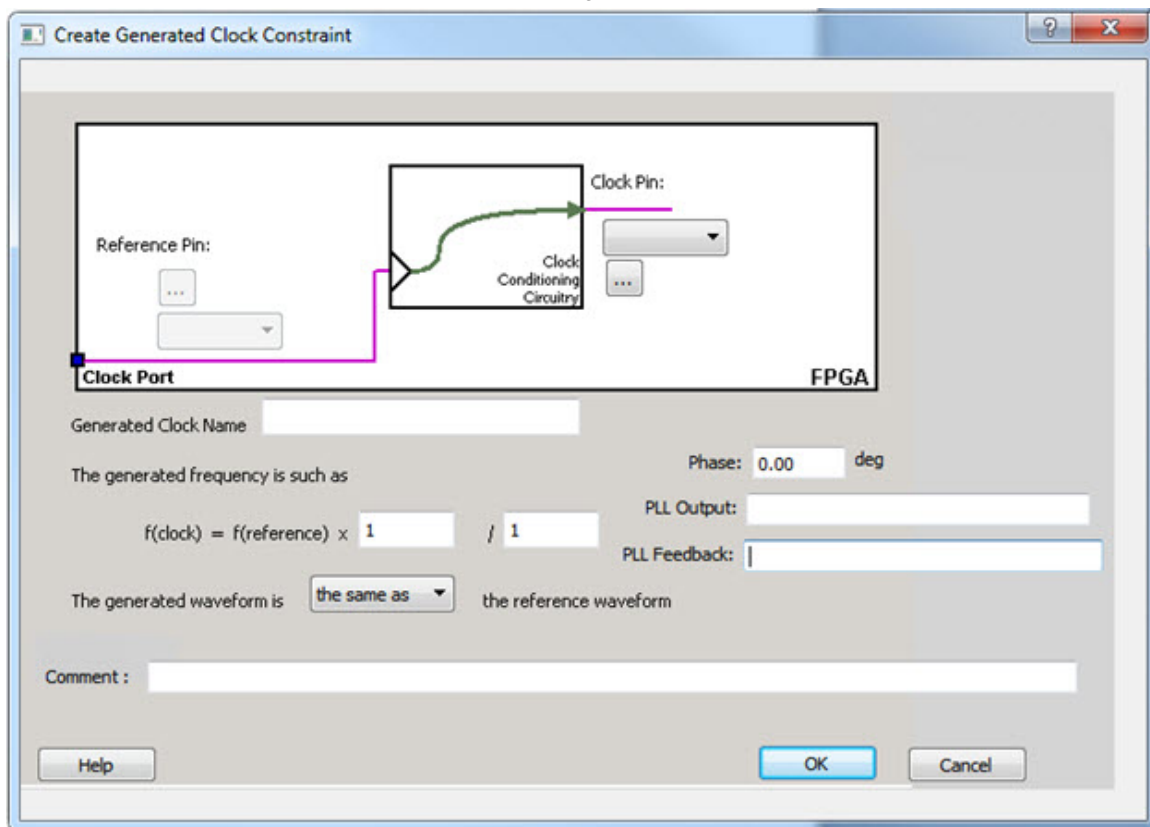 Create Generated Clock Constraint
Clock Pin:
Reference Pin:
...
Clock
Conditioning
Circuitry
...
Clock Port
FPGA
Generated Clock Name
Phase: 0.00 deg
The generated frequency is such as
PLL Output:
f(clock) = f(reference) x 1 / 1
PLL Feedback:
The generated waveform is the same as the reference waveform
Comment :
Help
OK
Cancel